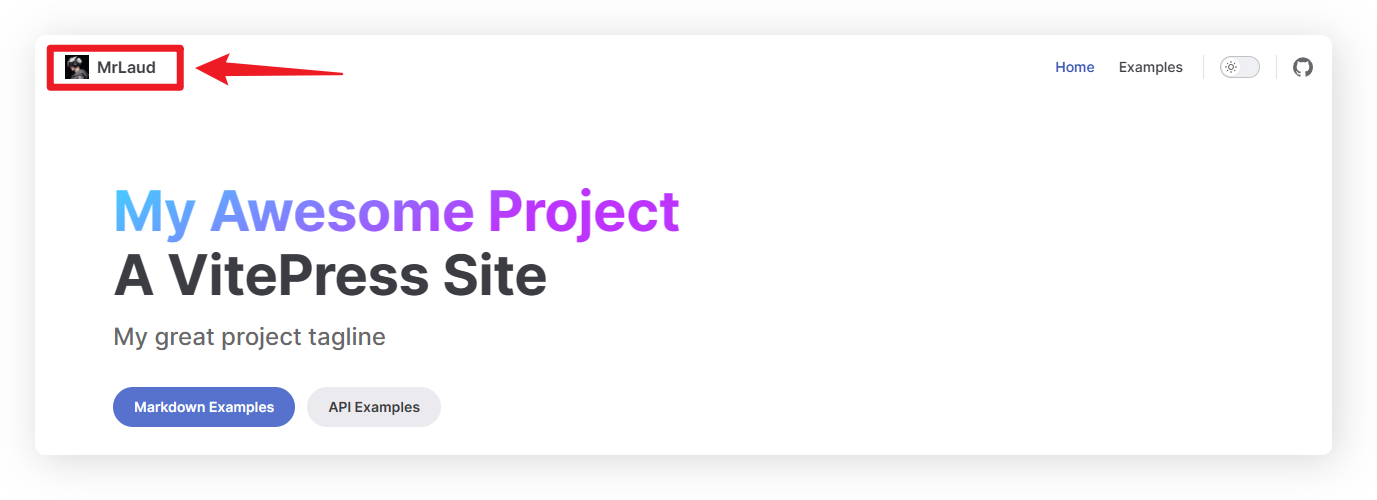 MrLaud
Home Examples
My Awesome Project
A VitePress Site
My great project tagline
Markdown Examples API Examples